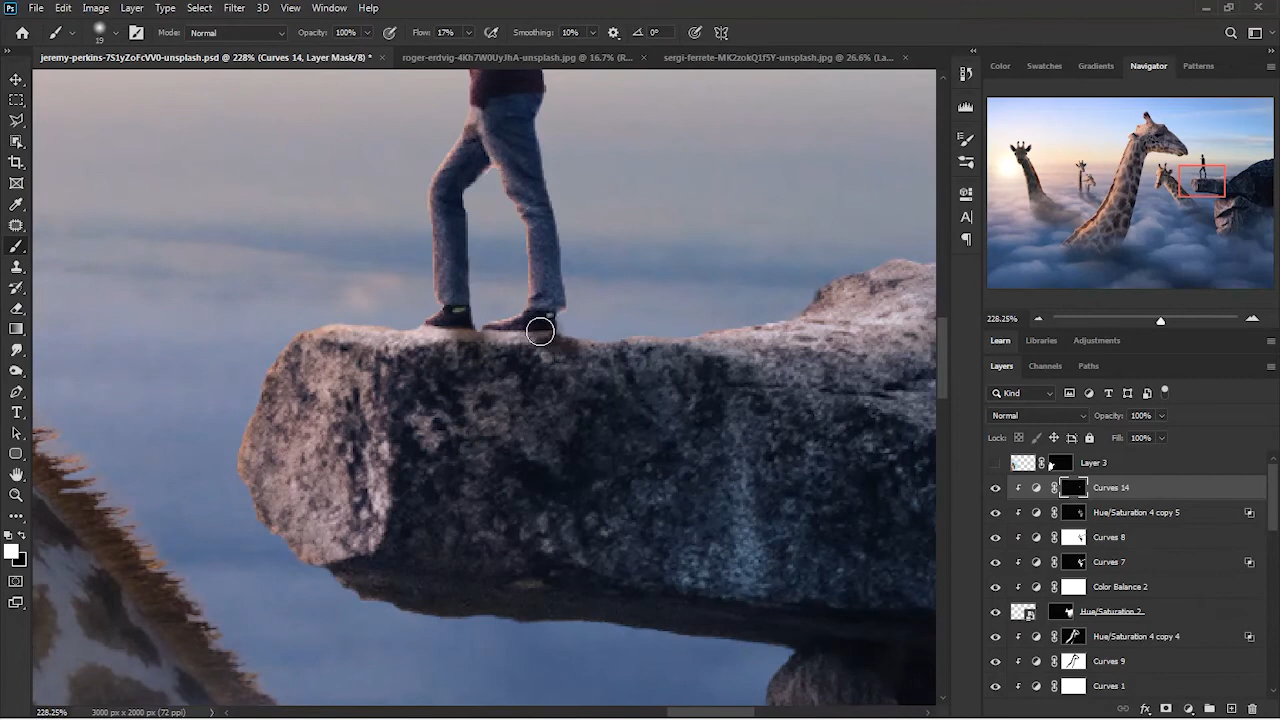 Ps File Edit Image Layer Type Select Filter 3D View Window Help
19 Mode: Normal Opacity: 100% Flow: 17% Smoothing: 10% 0°
jeremy-perkins-7S1yZoFcVV0-unsplash.psd @ 228% (Curves 14, Layer Mask/8) * × roger-erdvig-4Kh7W0UyJhA-unsplash.jpg @ 16.7% (R... × sergi-ferrete-MK2zokQ1f5Y-unsplash.jpg @ 26.6% (La... ×
Color Swatches Gradients Navigator Patterns
228.25%
Learn Libraries Adjustments
Layers Channels Paths
Kind
Normal Opacity: 100%
Lock: Fill: 100%
Layer 3
Curves 14
Hue/Saturation 4 copy 5
Curves 8
Curves 7
Color Balance 2
Hue/Saturation 2
Hue/Saturation 4 copy 4
Curves 9
Curves 1
228.25% 3000 px x 2000 px (72 ppi)